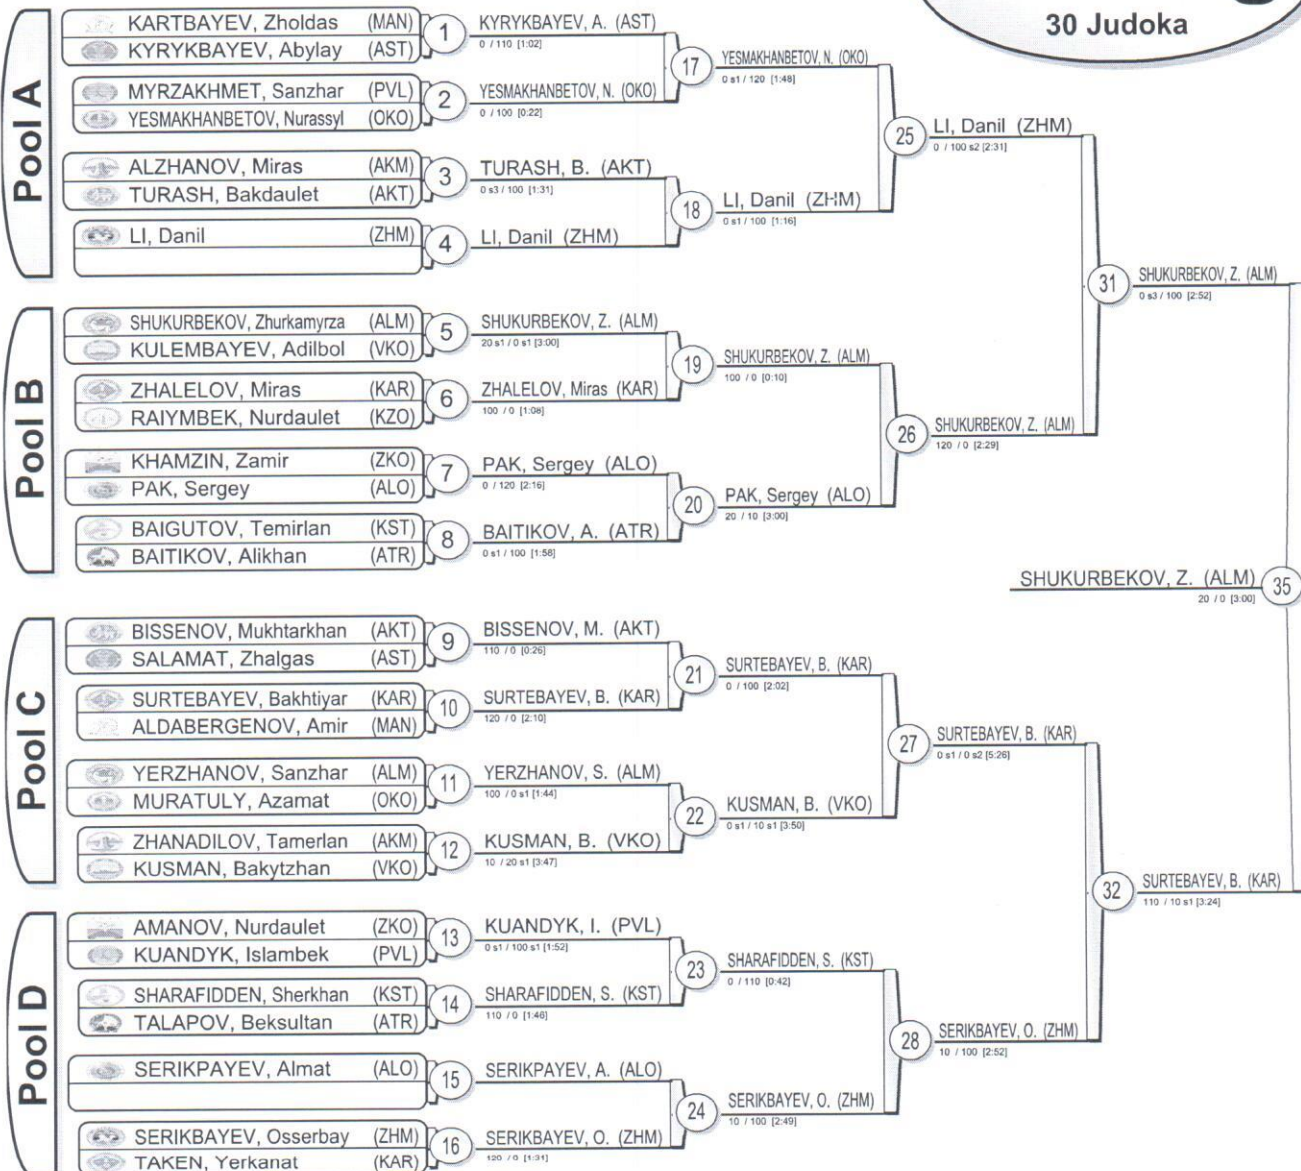 30 Judoka
Pool A
KARTBAYEV, Zholdas (MAN)
KYRYKBAYEV, Abylay (AST)
1
KYRYKBAYEV, A. (AST)
0 / 110 [1:02]
MYRZAKHMET, Sanzhar (PVL)
YESMAKHANBETOV, Nurassyl (OKO)
2
YESMAKHANBETOV, N. (OKO)
0 / 100 [0:22]
17
YESMAKHANBETOV, N. (OKO)
0 s1 / 120 [1:48]
ALZHANOV, Miras (AKM)
TURASH, Bakdaulet (AKT)
3
TURASH, B. (AKT)
0 s3 / 100 [1:31]
LI, Danil (ZHM)
4
LI, Danil (ZHM)
18
LI, Danil (ZHM)
0 s1 / 100 [1:16]
25
LI, Danil (ZHM)
0 / 100 s2 [2:31]
Pool B
SHUKURBEKOV, Zhurkamyrza (ALM)
KULEMBAYEV, Adilbol (VKO)
5
SHUKURBEKOV, Z. (ALM)
20 s1 / 0 s1 [3:00]
ZHALELOV, Miras (KAR)
RAIYMBEK, Nurdaulet (KZO)
6
ZHALELOV, Miras (KAR)
100 / 0 [1:08]
19
SHUKURBEKOV, Z. (ALM)
100 / 0 [0:10]
KHAMZIN, Zamir (ZKO)
PAK, Sergey (ALO)
7
PAK, Sergey (ALO)
0 / 120 [2:16]
BAIGUTOV, Temirlan (KST)
BAITIKOV, Alikhan (ATR)
8
BAITIKOV, A. (ATR)
0 s1 / 100 [1:58]
20
PAK, Sergey (ALO)
20 / 10 [3:00]
26
SHUKURBEKOV, Z. (ALM)
120 / 0 [2:29]
31
SHUKURBEKOV, Z. (ALM)
0 s3 / 100 [2:52]
SHUKURBEKOV, Z. (ALM)
20 / 0 [3:00]
35
Pool C
BISSENOV, Mukhtarkhan (AKT)
SALAMAT, Zhalgas (AST)
9
BISSENOV, M. (AKT)
110 / 0 [0:26]
SURTEBAYEV, Bakhtiyar (KAR)
ALDABERGENOV, Amir (MAN)
10
SURTEBAYEV, B. (KAR)
120 / 0 [2:10]
21
SURTEBAYEV, B. (KAR)
0 / 100 [2:02]
YERZHANOV, Sanzhar (ALM)
MURATULY, Azamat (OKO)
11
YERZHANOV, S. (ALM)
100 / 0 s1 [1:44]
ZHANADILOV, Tamerlan (AKM)
KUSMAN, Bakytzhan (VKO)
12
KUSMAN, B. (VKO)
10 / 20 s1 [3:47]
22
KUSMAN, B. (VKO)
0 s1 / 10 s1 [3:50]
27
SURTEBAYEV, B. (KAR)
0 s1 / 0 s2 [5:26]
Pool D
AMANOV, Nurdaulet (ZKO)
KUANDYK, Islambek (PVL)
13
KUANDYK, I. (PVL)
0 s1 / 100 s1 [1:52]
SHARAFIDDEN, Sherkhan (KST)
TALAPOV, Beksultan (ATR)
14
SHARAFIDDEN, S. (KST)
110 / 0 [1:46]
23
SHARAFIDDEN, S. (KST)
0 / 110 [0:42]
SERIKPAYEV, Almat (ALO)
15
SERIKPAYEV, A. (ALO)
SERIKBAYEV, Osserbay (ZHM)
TAKEN, Yerkanat (KAR)
16
SERIKBAYEV, O. (ZHM)
120 / 0 [1:31]
24
SERIKBAYEV, O. (ZHM)
10 / 100 [2:49]
28
SERIKBAYEV, O. (ZHM)
10 / 100 [2:52]
32
SURTEBAYEV, B. (KAR)
110 / 10 s1 [3:24]